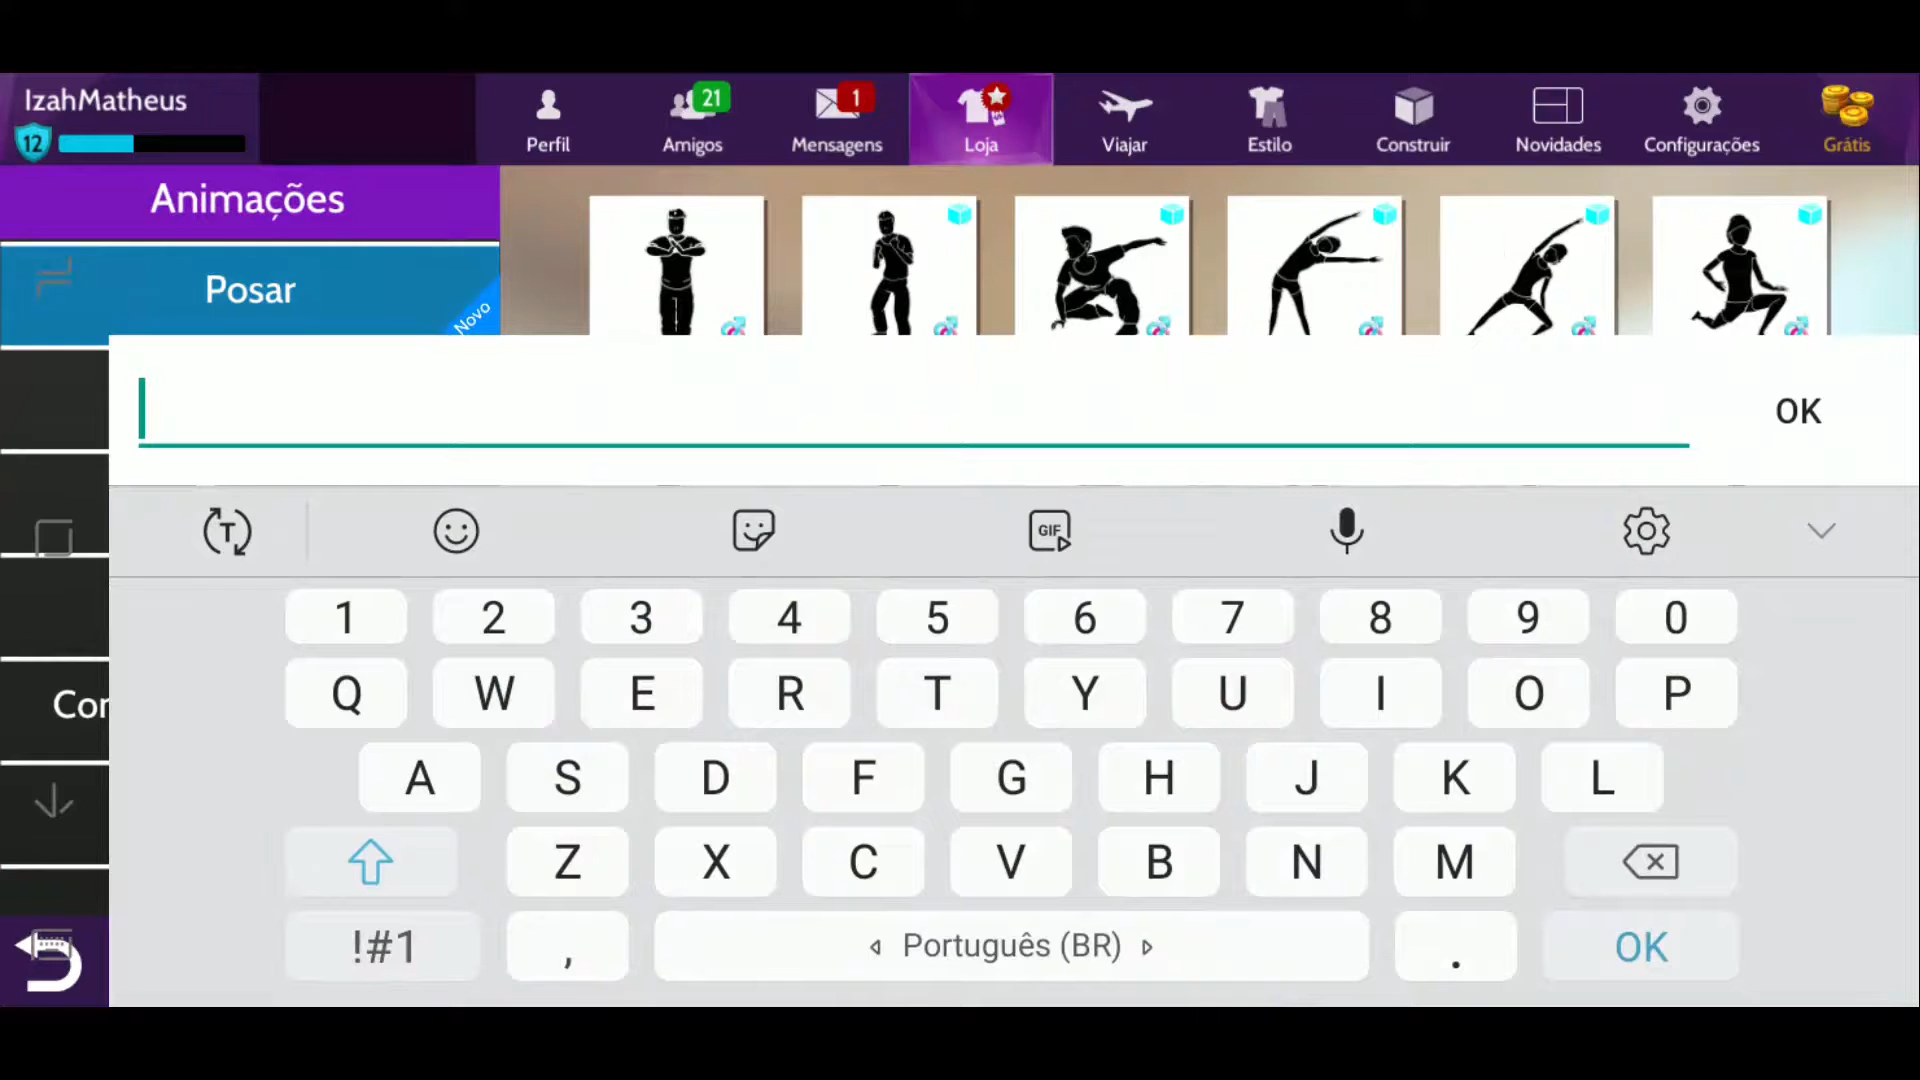 IzahMatheus
12
Perfil
21
Amigos
1
Mensagens
Loja
Viajar
Estilo
Construir
Novidades
Configurações
Grátis
Animações
Posar
Novo
Cor
OK
T
GIF
1 2 3 4 5 6 7 8 9 0
Q W E R T Y U I O P
A S D F G H J K L
Z X C V B N M
!#1 , Português (BR) . OK